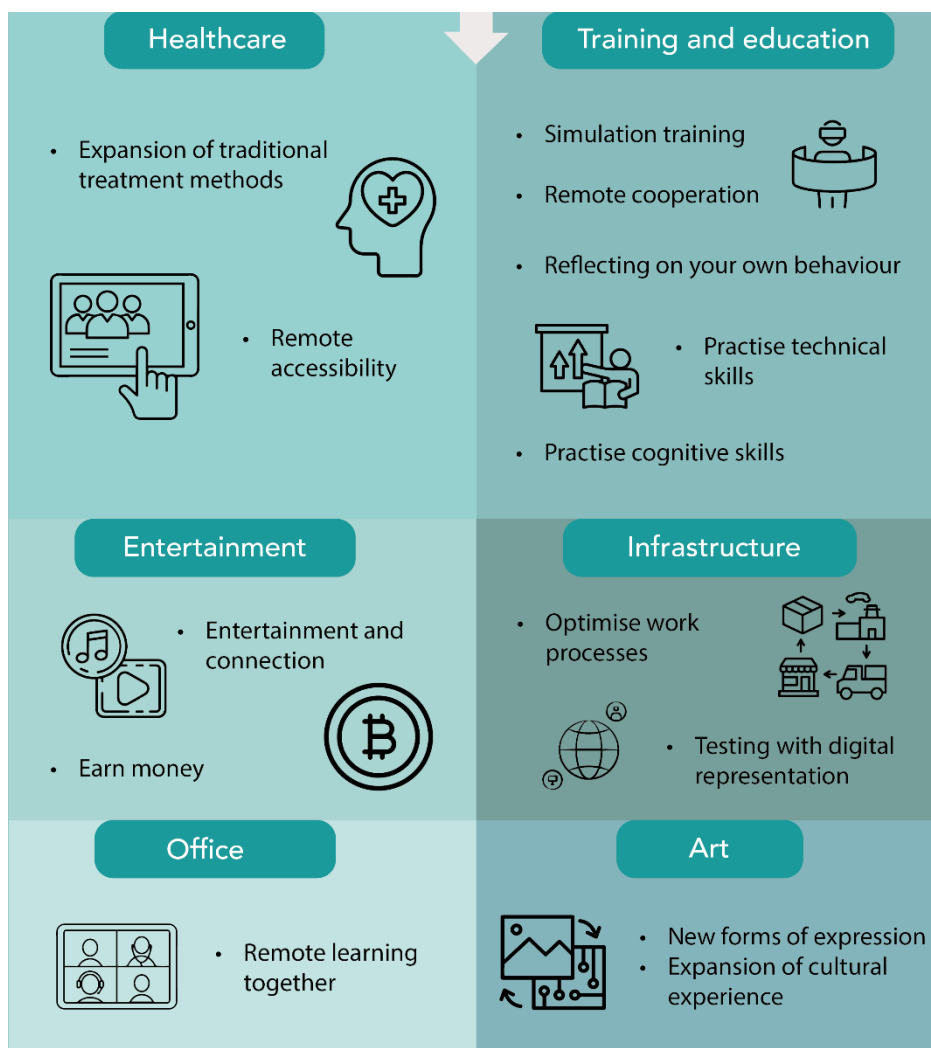 Healthcare
• Expansion of traditional
treatment methods
• Remote
accessibility
Training and education
• Simulation training
• Remote cooperation
• Reflecting on your own behaviour
• Practise technical
skills
• Practise cognitive skills
Entertainment
• Entertainment and
connection
• Earn money
Infrastructure
• Optimise work
processes
• Testing with digital
representation
Office
• Remote learning
together
Art
• New forms of expression
• Expansion of cultural
experience